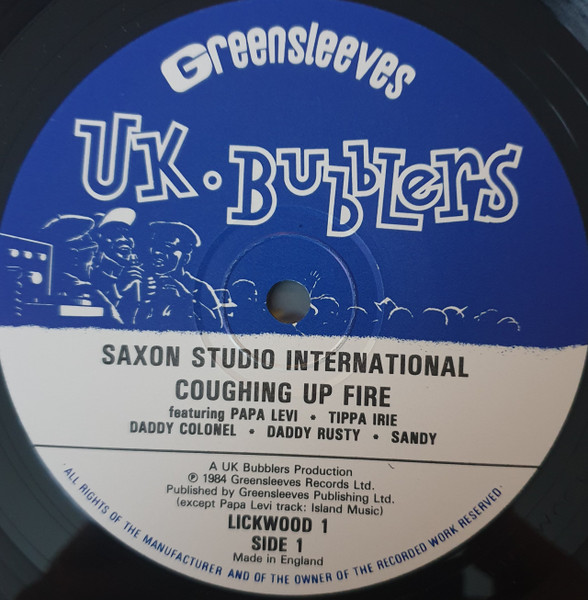 Greensleeves
UK · BUBBLERS
SAXON STUDIO INTERNATIONAL
COUGHING UP FIRE
featuring PAPA LEVI • TIPPA IRIE
DADDY COLONEL • DADDY RUSTY • SANDY
A UK Bubblers Production
℗ 1984 Greensleeves Records Ltd.
Published by Greensleeves Publishing Ltd.
(except Papa Levi track: Island Music)
LICKWOOD 1
SIDE 1
Made in England
ALL RIGHTS OF THE MANUFACTURER AND OF THE OWNER OF THE RECORDED WORK RESERVED